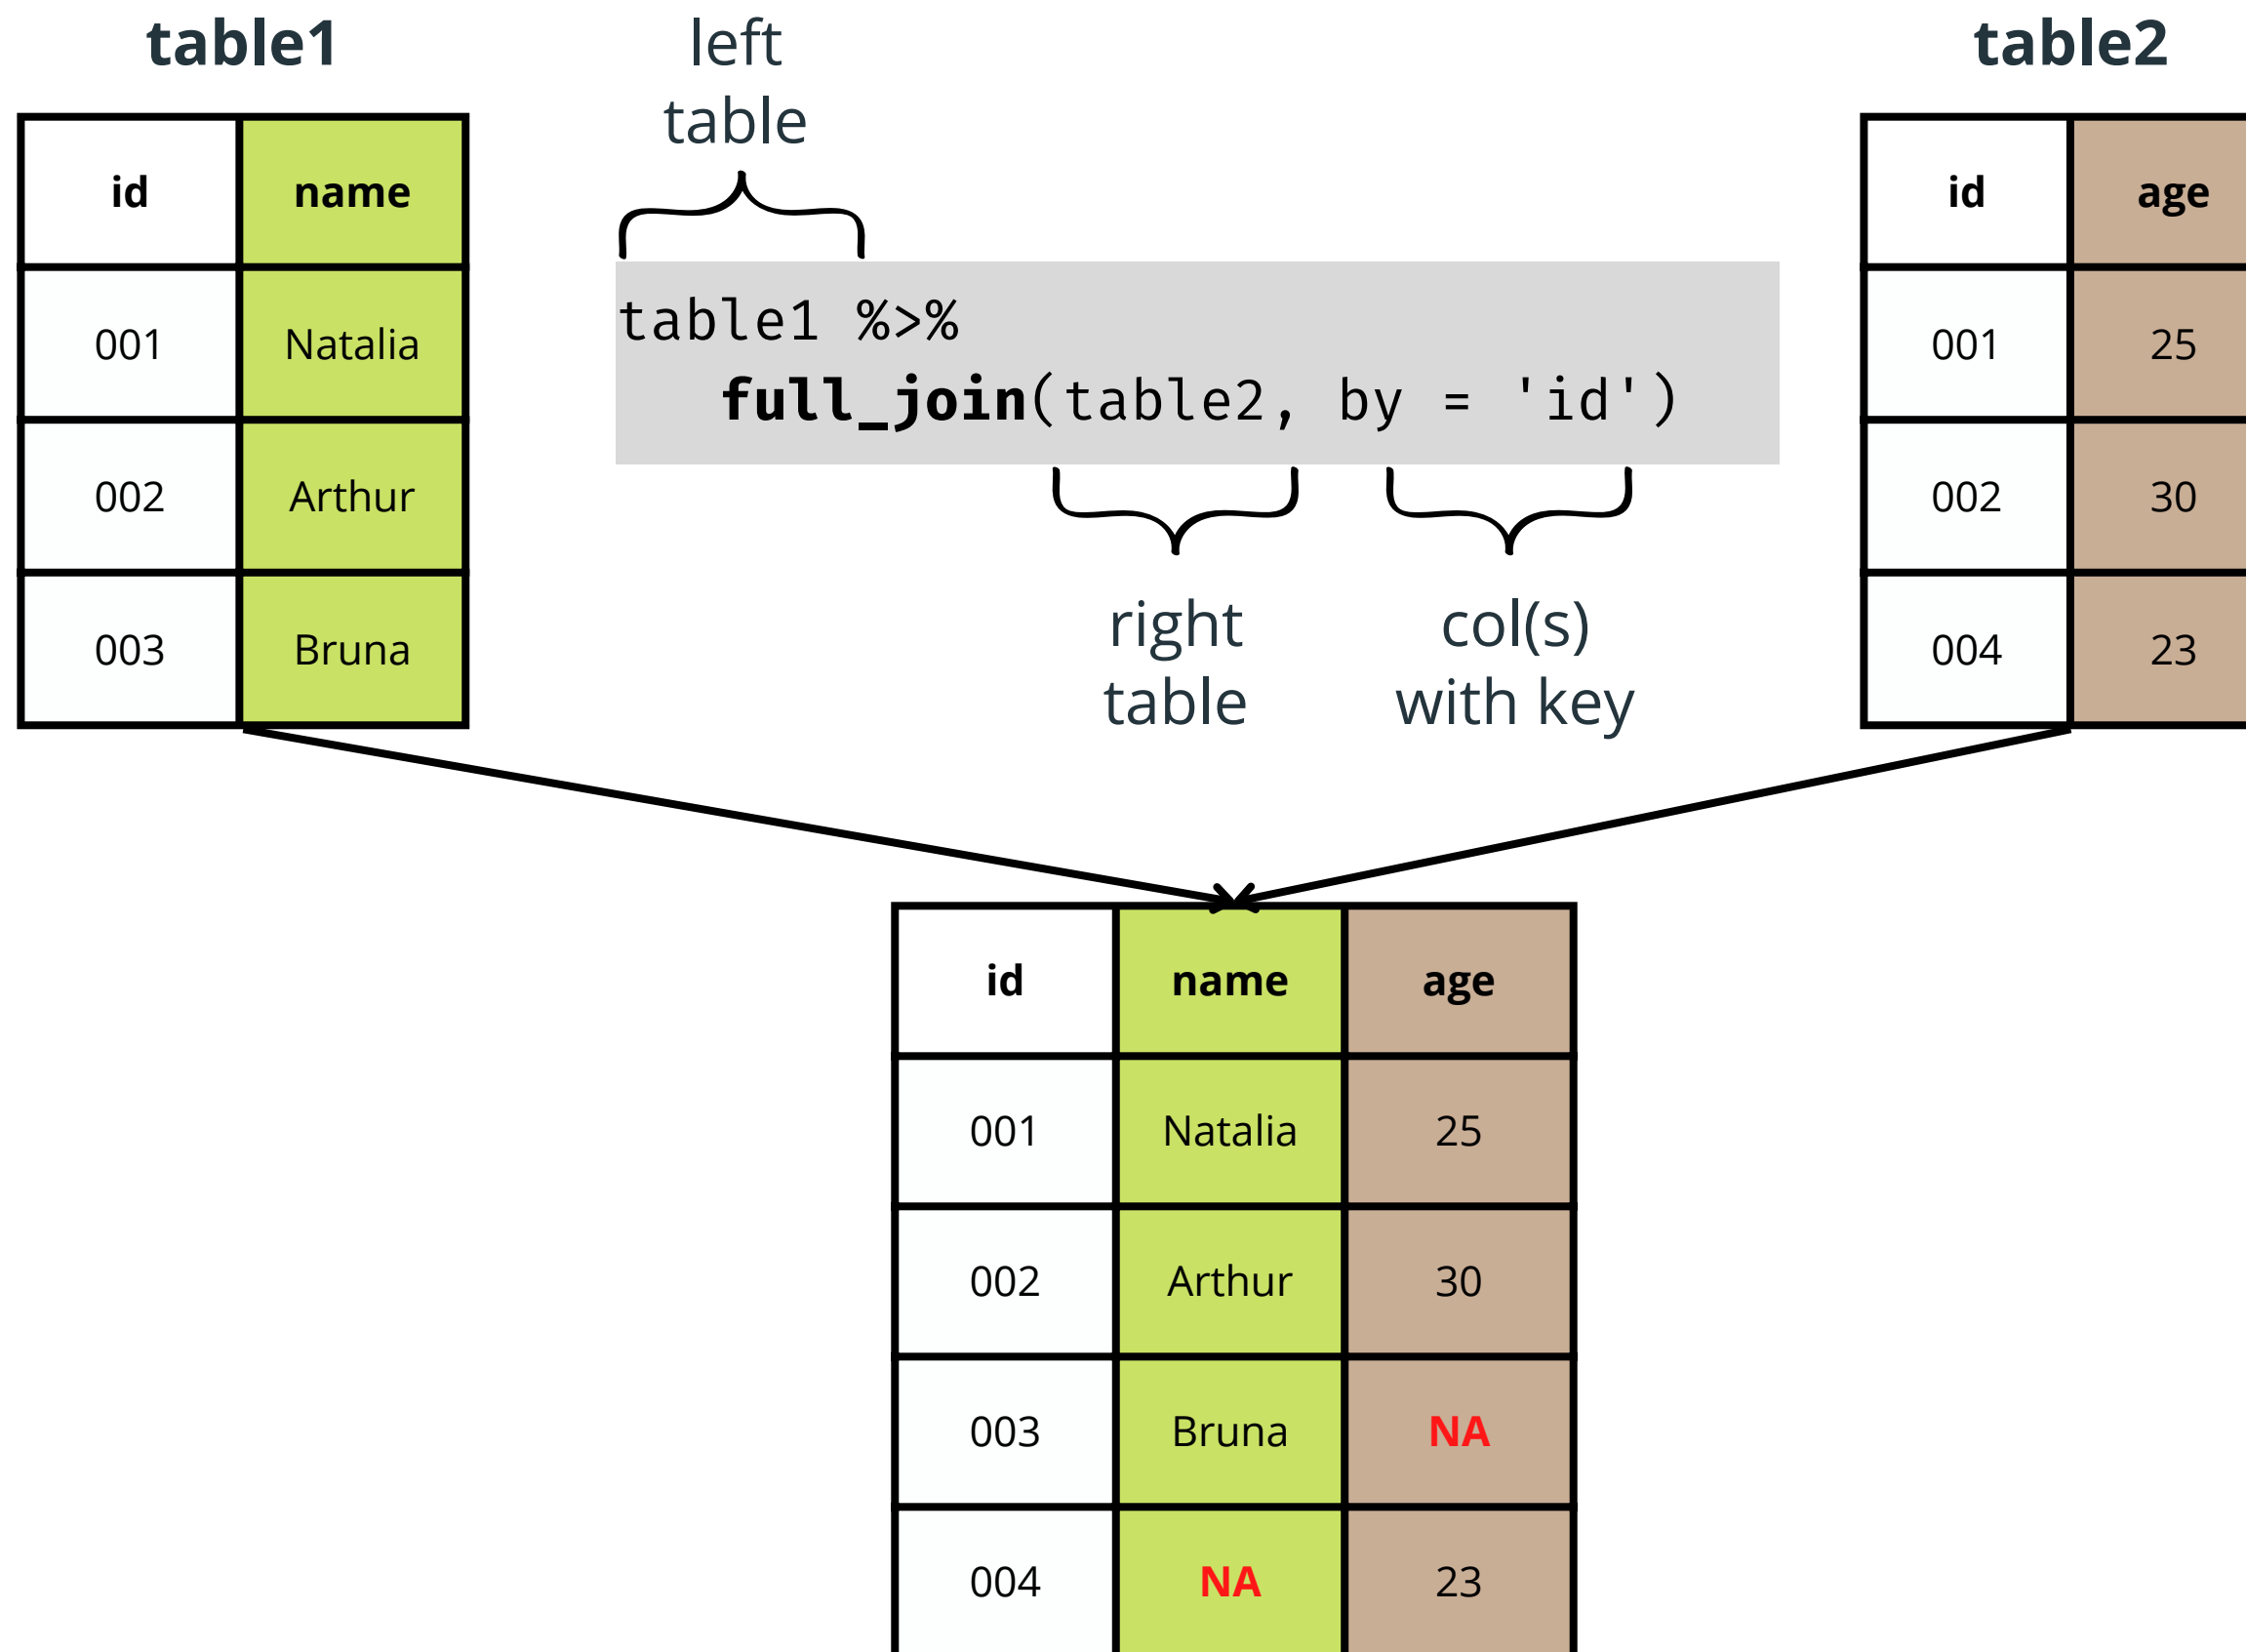 table1
id name
001 Natalia
002 Arthur
003 Bruna
left
table
table1 %>%
full_join(table2, by = 'id')
right
table
col(s)
with key
table2
id age
001 25
002 30
004 23
id name age
001 Natalia 25
002 Arthur 30
003 Bruna NA
004 NA 23